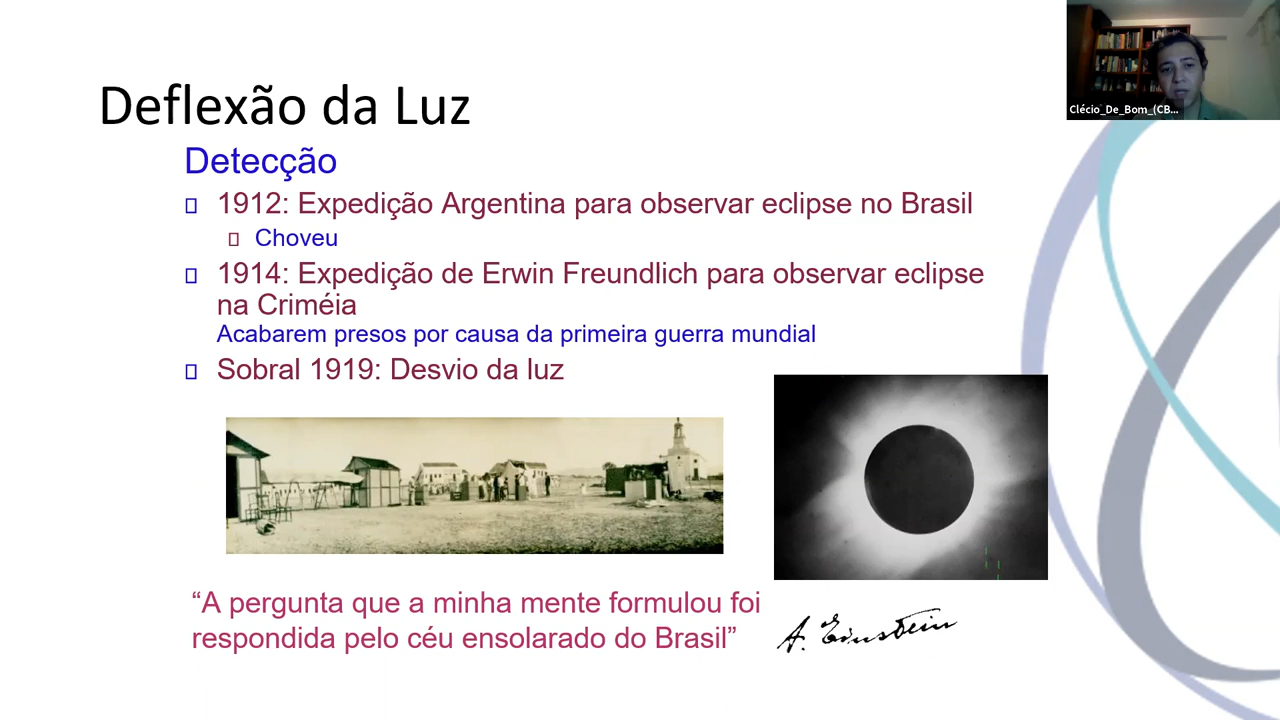 Clécio_De_Bom_(CB...
Deflexão da Luz
Detecção
1912: Expedição Argentina para observar eclipse no Brasil
Choveu
1914: Expedição de Erwin Freundlich para observar eclipse
na Criméia
Acabarem presos por causa da primeira guerra mundial
Sobral 1919: Desvio da luz
“A pergunta que a minha mente formulou foi
respondida pelo céu ensolarado do Brasil”
A. Einstein